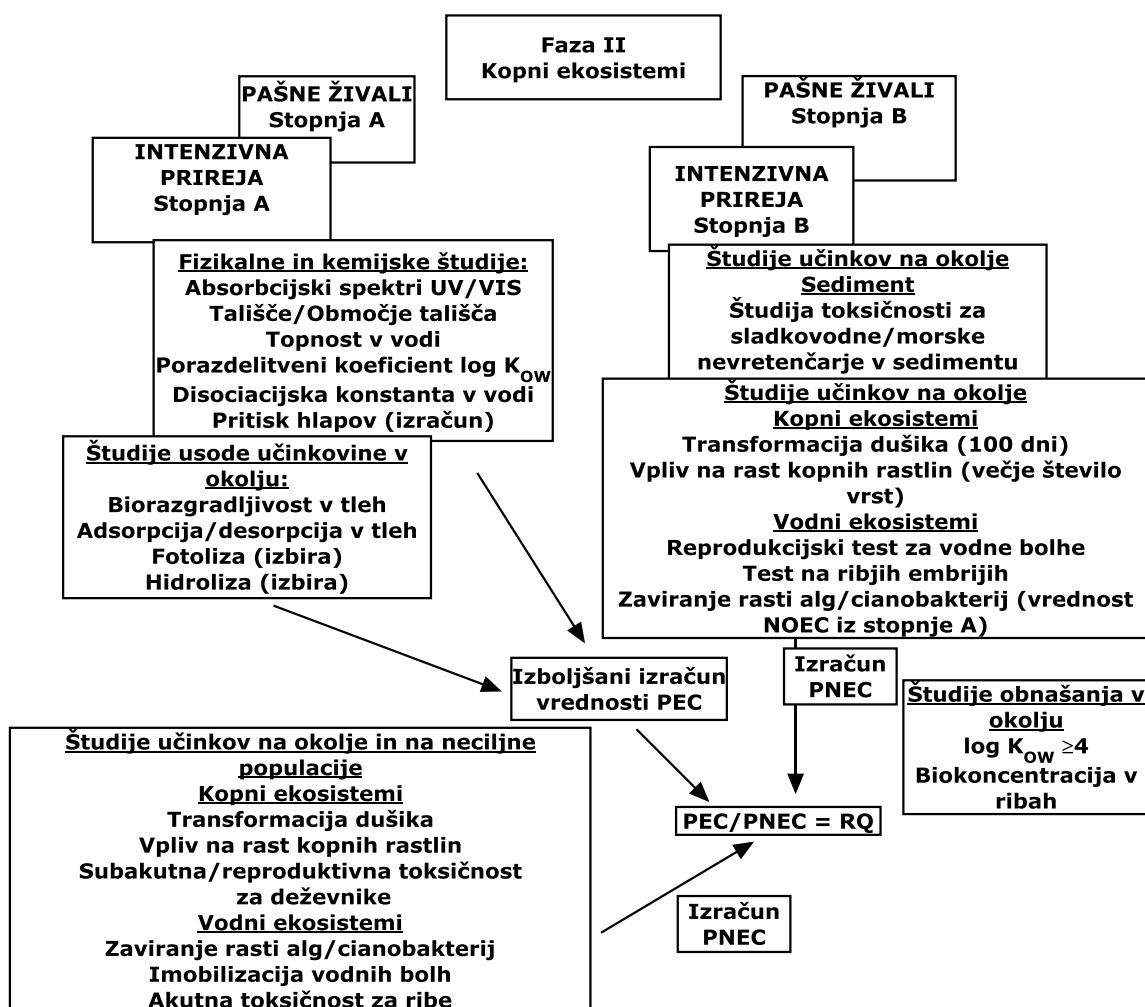 Faza II
Kopni ekosistemi
PAŠNE ŽIVALI
Stopnja A
INTENZIVNA
PRIREJA
Stopnja A
Fizikalne in kemijske študije:
Absorbcijski spektri UV/VIS
Tališče/Območje tališča
Topnost v vodi
Porazdelitveni koeficient log KOW
Disociacijska konstanta v vodi
Pritisk hlapov (izračun)
Študije usode učinkovine v
okolju:
Biorazgradljivost v tleh
Adsorpcija/desorpcija v tleh
Fotoliza (izbira)
Hidroliza (izbira)
PAŠNE ŽIVALI
Stopnja B
INTENZIVNA
PRIREJA
Stopnja B
Študije učinkov na okolje
Sediment
Študija toksičnosti za
sladkovodne/morske
nevretenčarje v sedimentu
Študije učinkov na okolje
Kopni ekosistemi
Transformacija dušika (100 dni)
Vpliv na rast kopnih rastlin (večje število
vrst)
Vodni ekosistemi
Reprodukcijski test za vodne bolhe
Test na ribjih embrijih
Zaviranje rasti alg/cianobakterij (vrednost
NOEC iz stopnje A)
Izboljšani izračun
vrednosti PEC
Izračun
PNEC
Študije obnašanja v
okolju
log KOW ≥4
Biokoncentracija v
ribah
Študije učinkov na okolje in na neciljne
populacije
Kopni ekosistemi
Transformacija dušika
Vpliv na rast kopnih rastlin
Subakutna/reproduktivna toksičnost
za deževnike
Vodni ekosistemi
Zaviranje rasti alg/cianobakterij
Imobilizacija vodnih bolh
Akutna toksičnost za ribe
PEC/PNEC = RQ
Izračun
PNEC